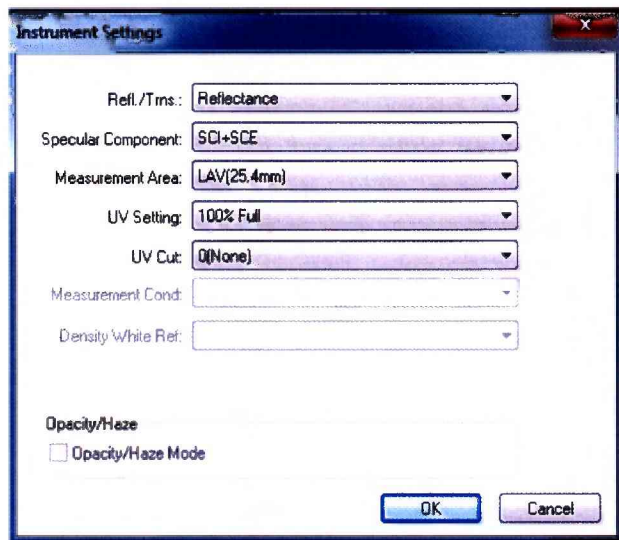 Instrument Settings
Refl./Trns.: Reflectance
Specular Component: SCI+SCE
Measurement Area: LAV(25.4mm)
UV Setting: 100% Full
UV Cut: 0(None)
Measurement Cond:
Density White Ref:
Opacity/Haze
Opacity/Haze Mode
OK Cancel